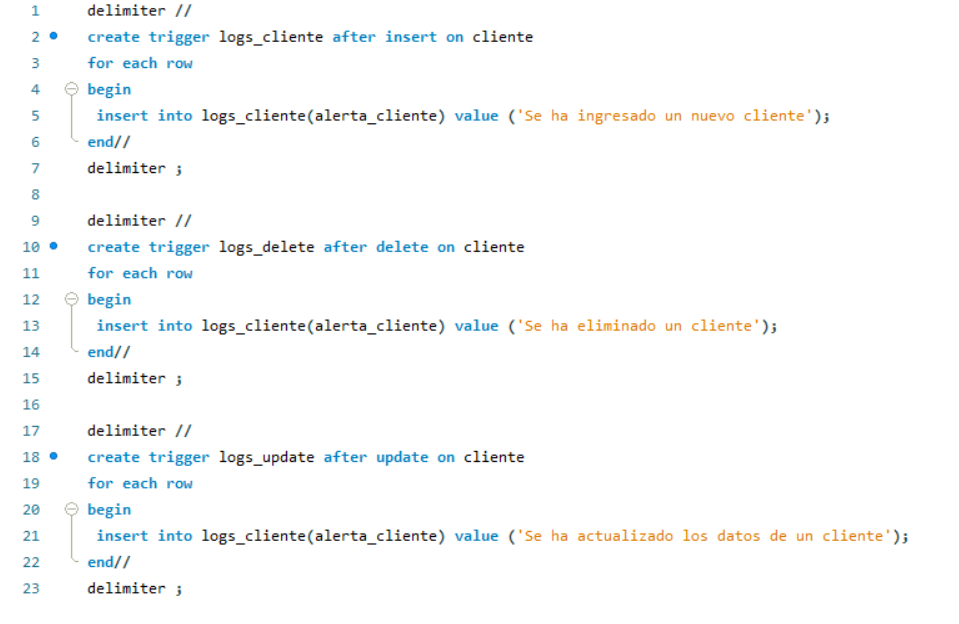 1 delimiter //
2 create trigger logs_cliente after insert on cliente
3 for each row
4 begin
5 insert into logs_cliente(alerta_cliente) value ('Se ha ingresado un nuevo cliente');
6 end//
7 delimiter ;
8
9 delimiter //
10 create trigger logs_delete after delete on cliente
11 for each row
12 begin
13 insert into logs_cliente(alerta_cliente) value ('Se ha eliminado un cliente');
14 end//
15 delimiter ;
16
17 delimiter //
18 create trigger logs_update after update on cliente
19 for each row
20 begin
21 insert into logs_cliente(alerta_cliente) value ('Se ha actualizado los datos de un cliente');
22 end//
23 delimiter ;